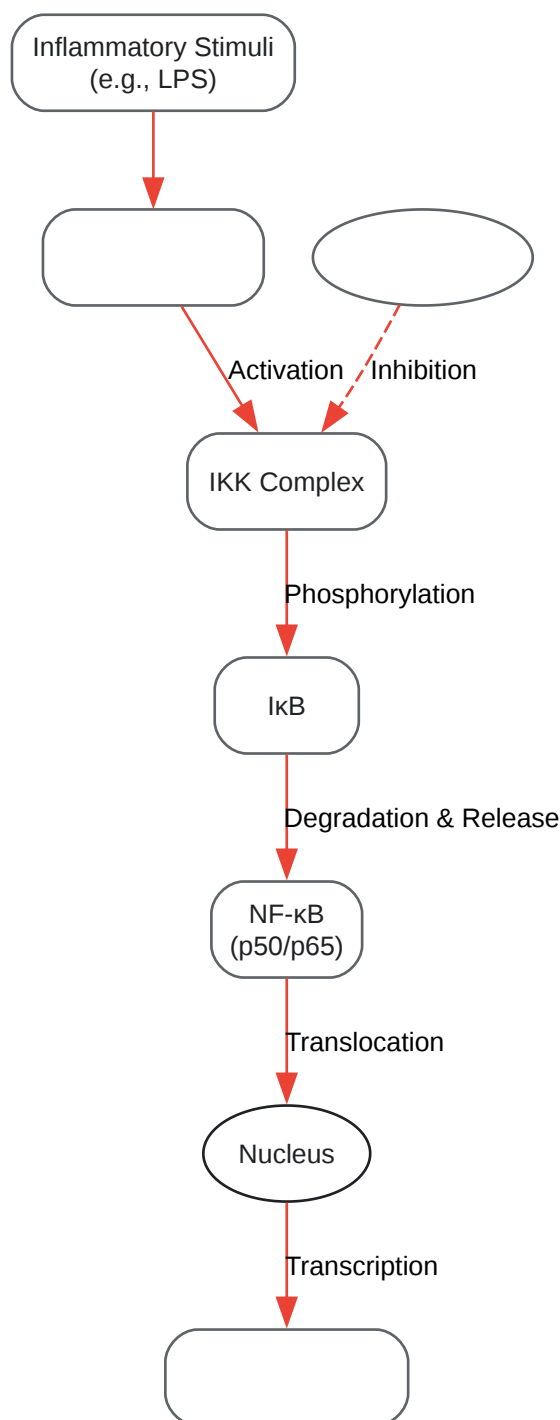 Inflammatory Stimuli
(e.g., LPS)
Activation
Inhibition
IKK Complex
Phosphorylation
IκB
Degradation & Release
NF-κB
(p50/p65)
Translocation
Nucleus
Transcription